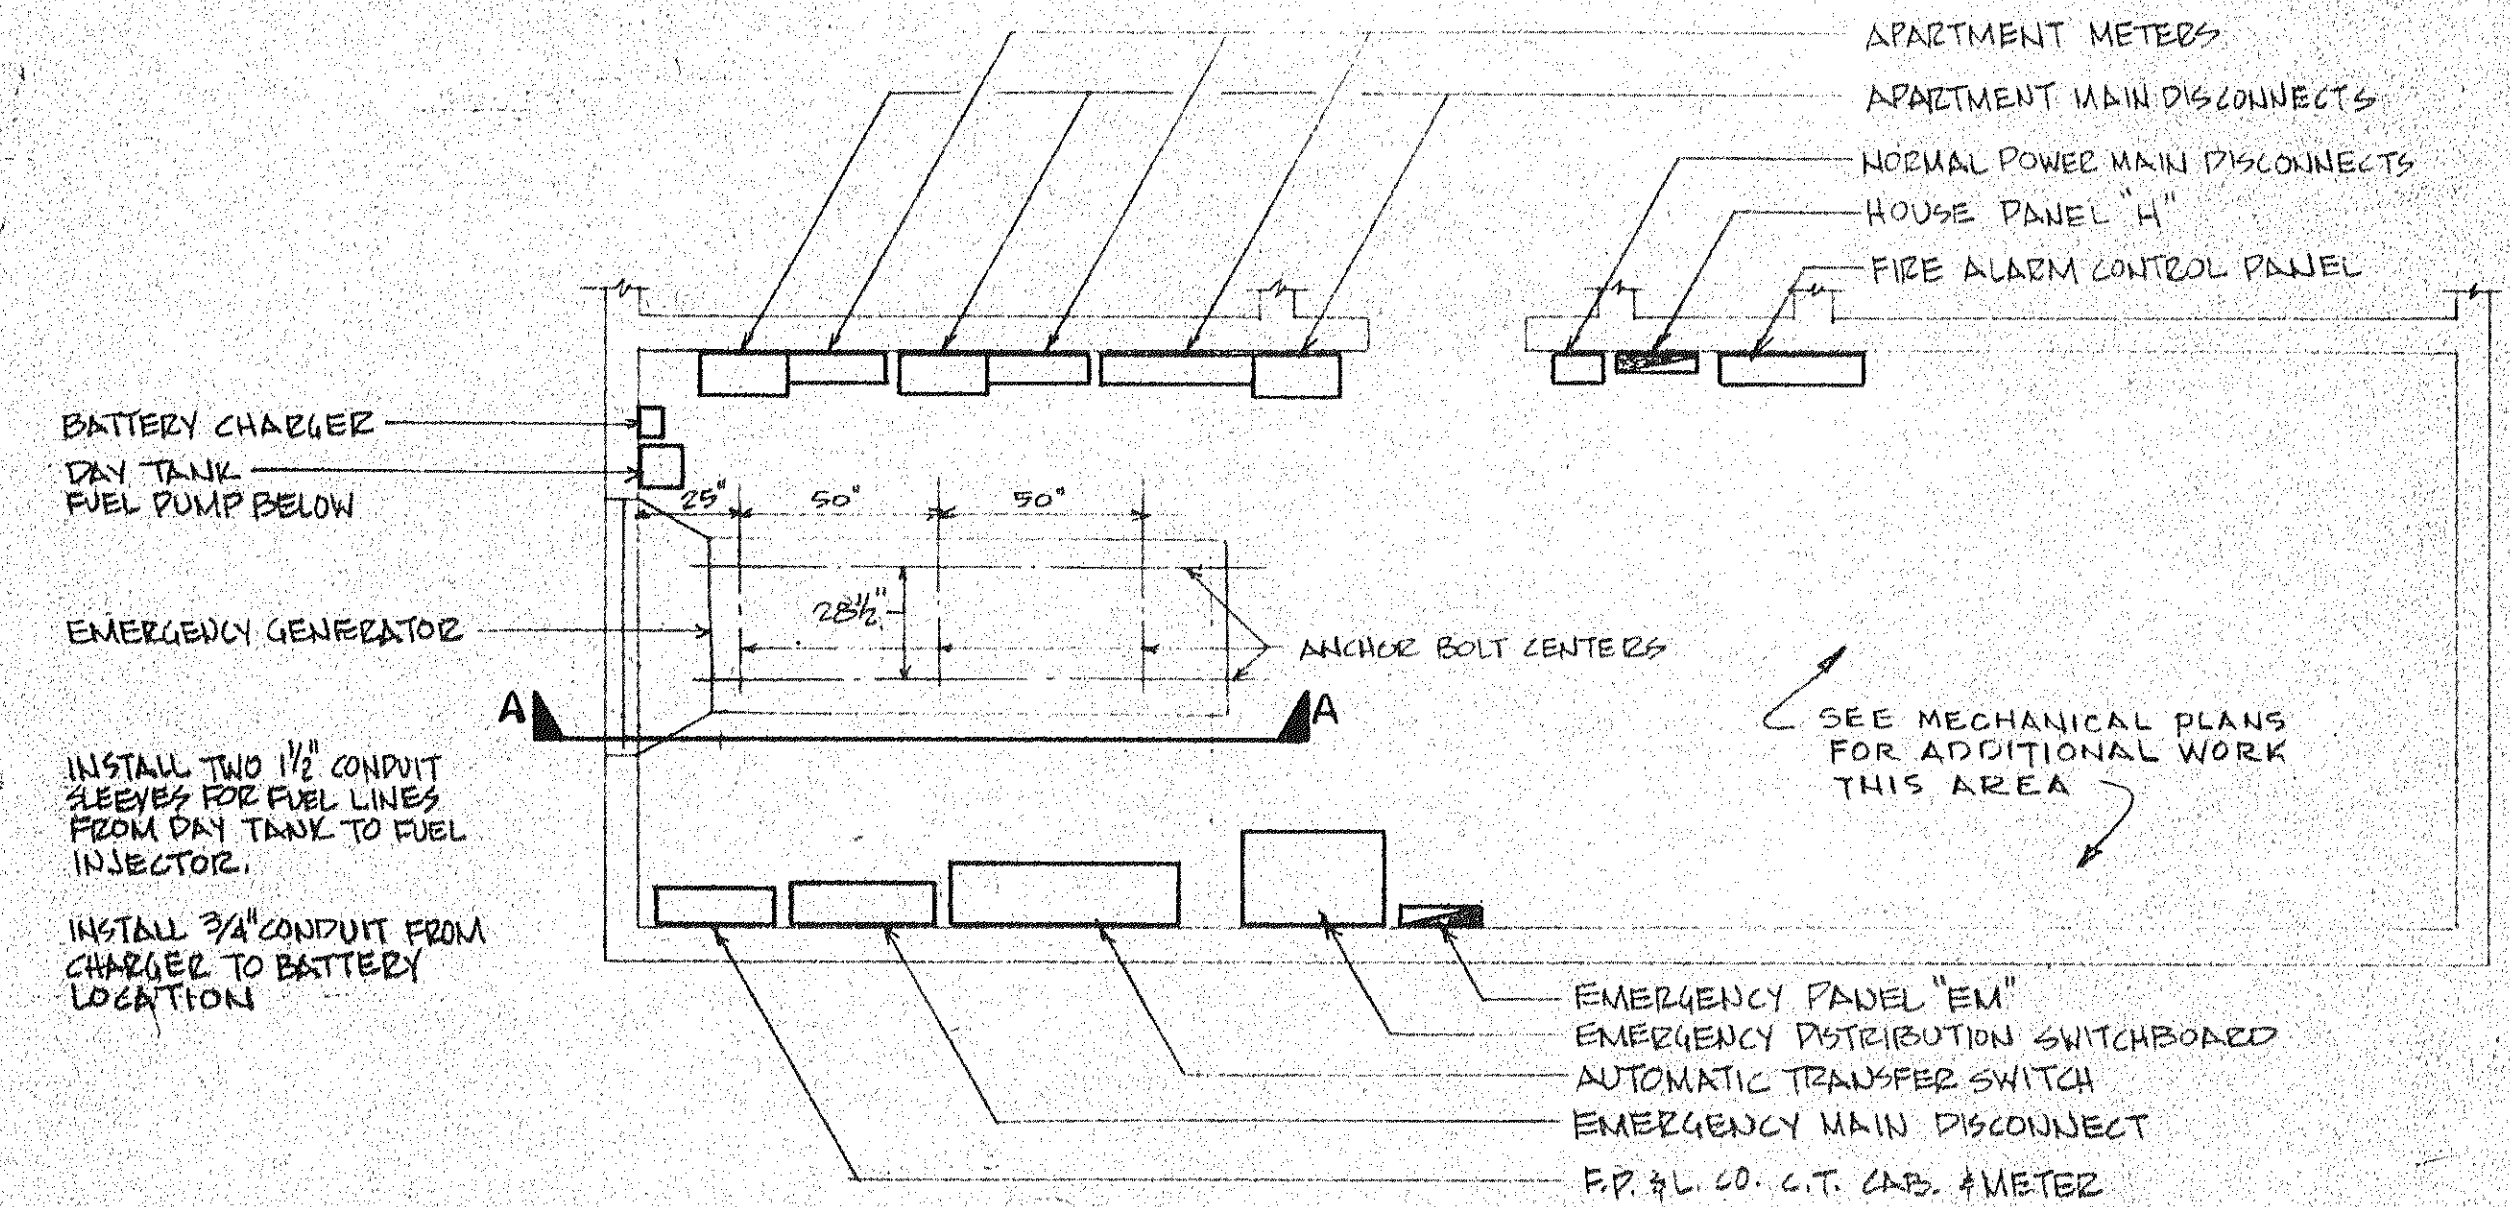 APARTMENT METERS
APARTMENT MAIN DISCONNECTS
NORMAL POWER MAIN DISCONNECTS
HOUSE PANEL "H"
FIRE ALARM CONTROL PANEL
BATTERY CHARGER
DAY TANK
FUEL PUMP BELOW
25" 50" 50"
28½"
EMERGENCY GENERATOR
ANCHOR BOLT CENTERS
A A
SEE MECHANICAL PLANS
FOR ADDITIONAL WORK
THIS AREA
INSTALL TWO 1½" CONDUIT
SLEEVES FOR FUEL LINES
FROM DAY TANK TO FUEL
INJECTOR.
INSTALL 3/4" CONDUIT FROM
CHARGER TO BATTERY
LOCATION
EMERGENCY PANEL "EM"
EMERGENCY DISTRIBUTION SWITCHBOARD
AUTOMATIC TRANSFER SWITCH
EMERGENCY MAIN DISCONNECT
F.P. & L. CO. C.T. CAB. & METER